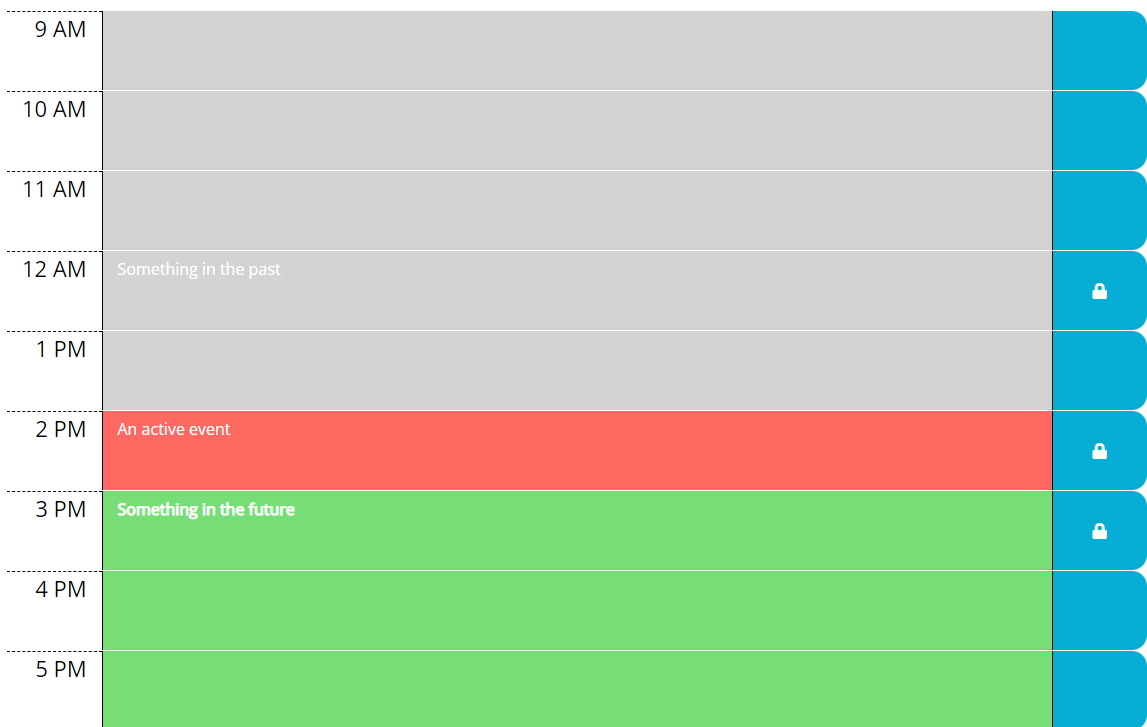 9 AM
10 AM
11 AM
12 AM
Something in the past
1 PM
2 PM
An active event
3 PM
Something in the future
4 PM
5 PM